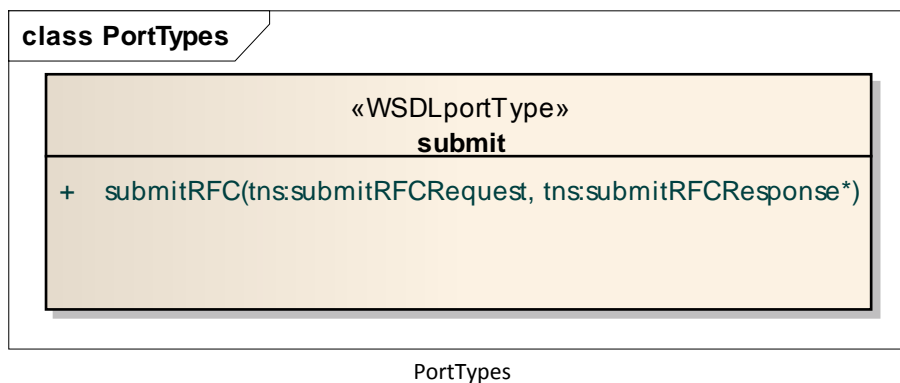 class PortTypes
«WSDLportType»
submit
+ submitRFC(tns:submitRFCRequest, tns:submitRFCResponse*)
PortTypes